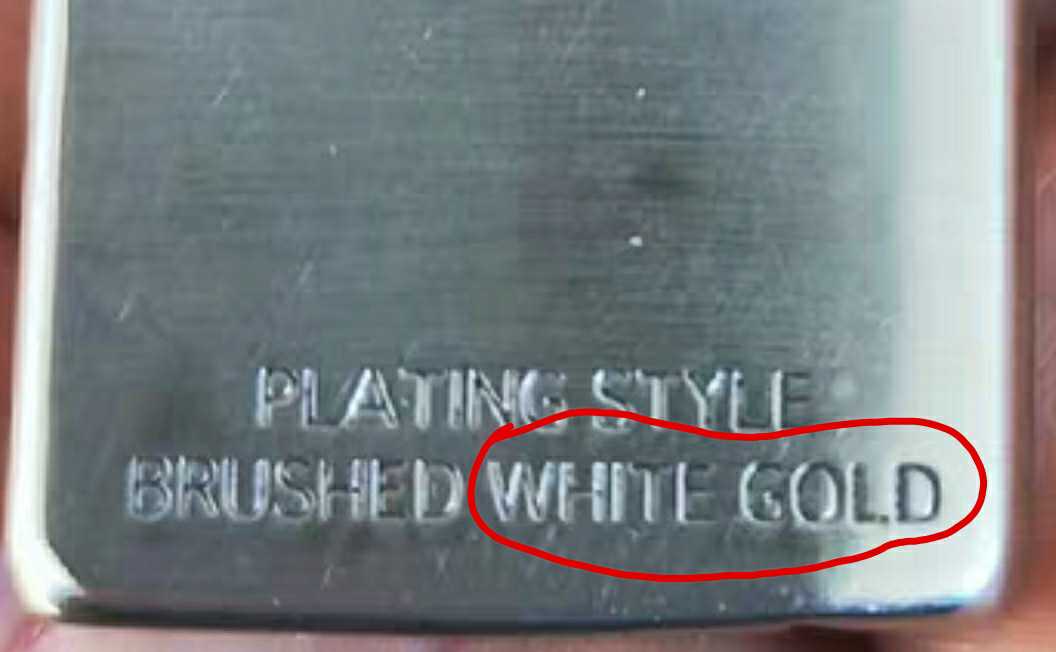 PLATING STYLE
BRUSHED WHITE GOLD